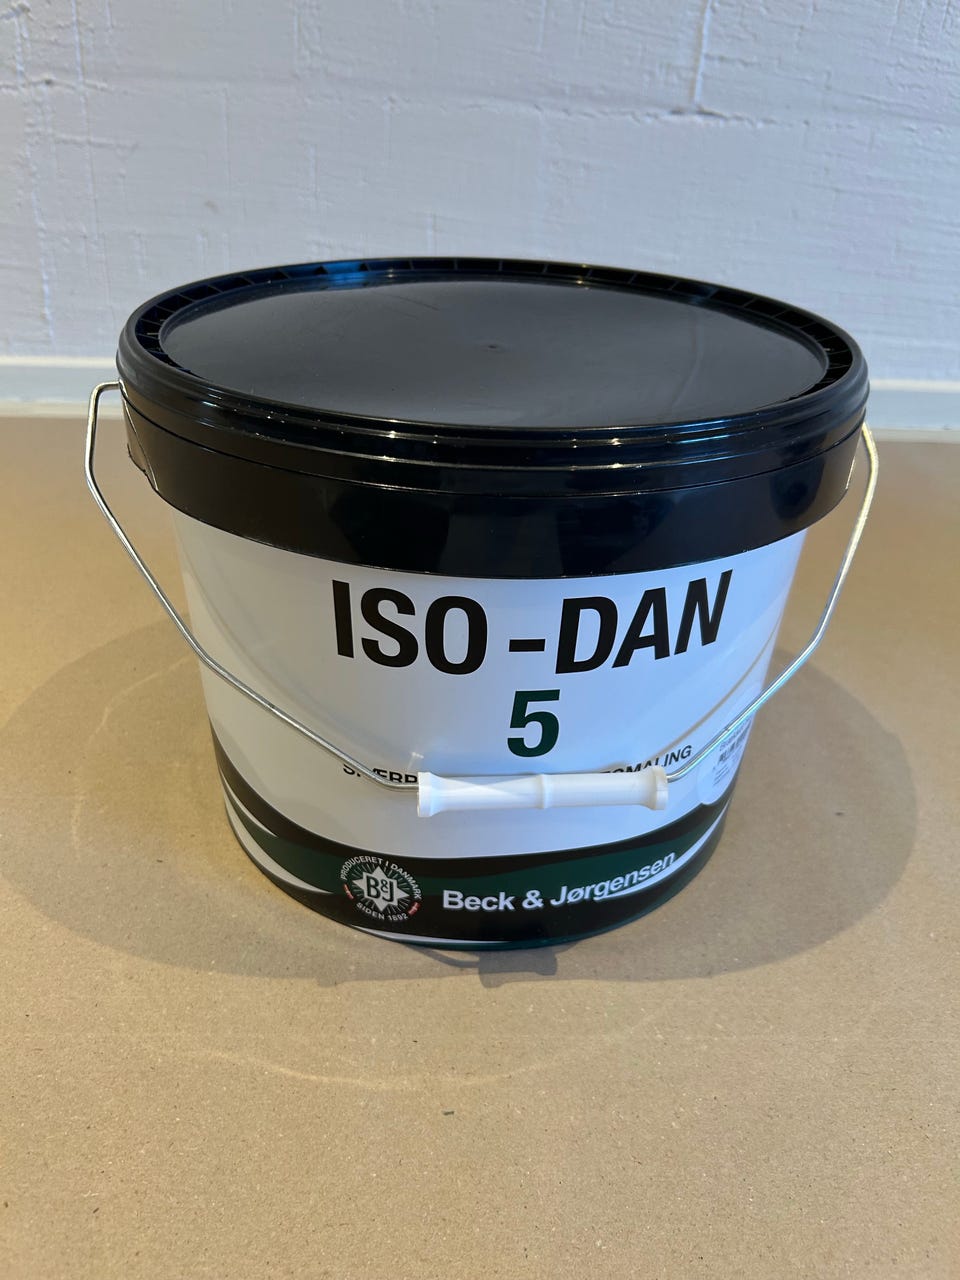 ISO-DAN
5
PRODUCERET I DANMARK
B&J
SIDEN 1892
Beck & Jørgensen